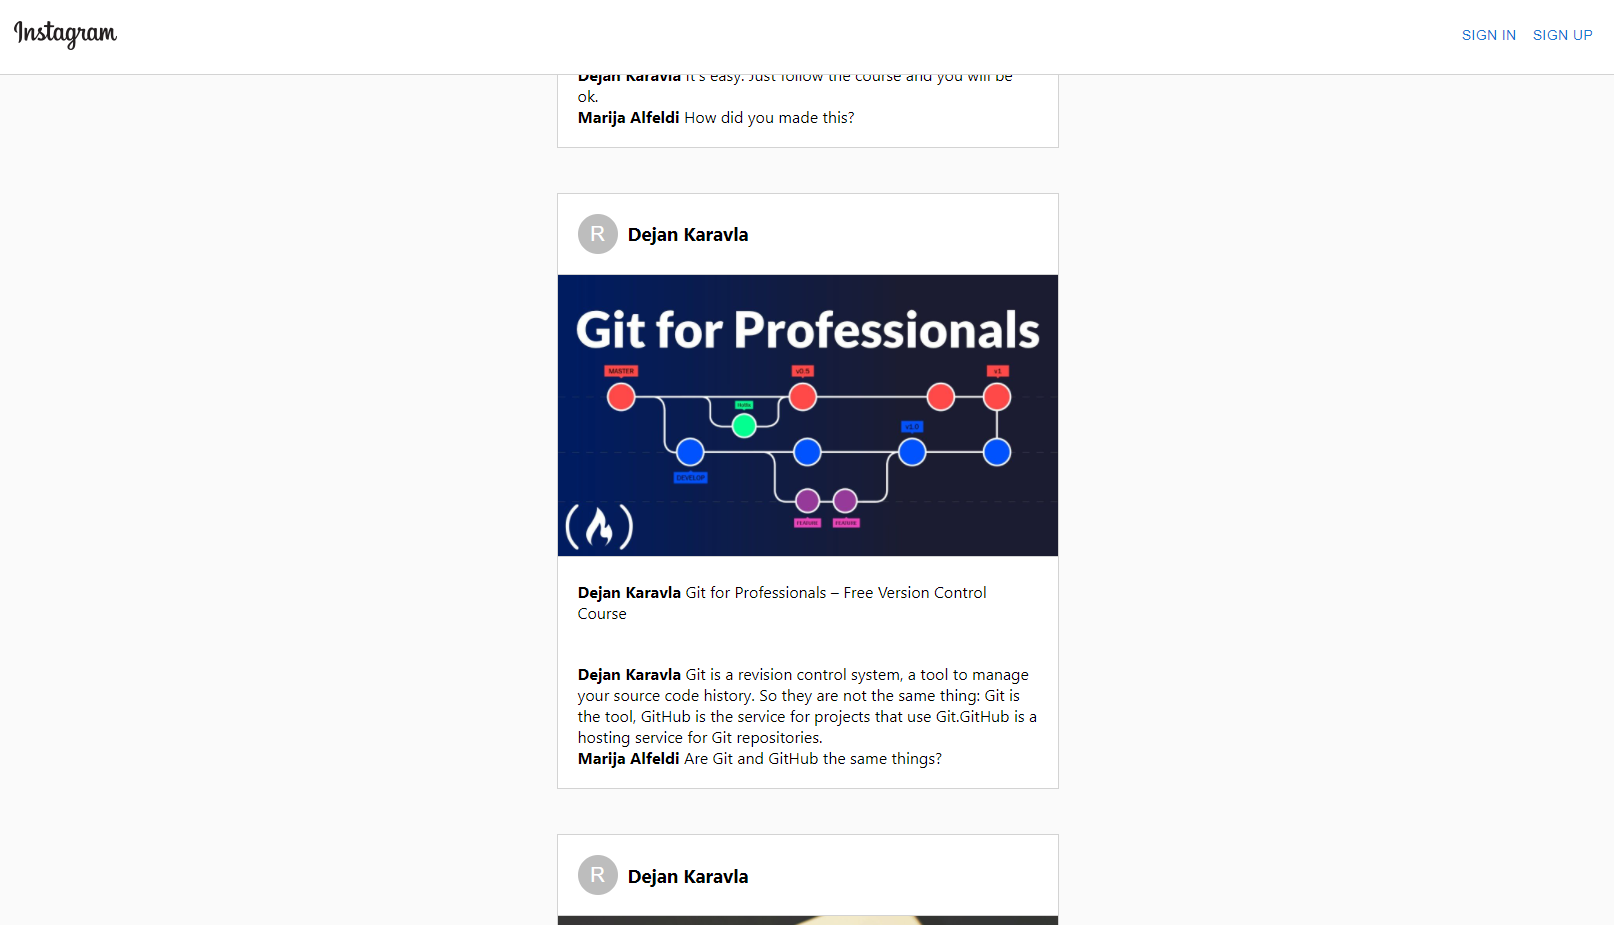 Instagram
SIGN IN SIGN UP
Dejan Karavla It's easy. Just follow the course and you will be
ok.
Marija Alfeldi How did you made this?
R Dejan Karavla
Git for Professionals
MASTER
v0.5
v1
v1.0
DEVELOP
FEATURE
FEATURE
Dejan Karavla Git for Professionals – Free Version Control
Course
Dejan Karavla Git is a revision control system, a tool to manage
your source code history. So they are not the same thing: Git is
the tool, GitHub is the service for projects that use Git.GitHub is a
hosting service for Git repositories.
Marija Alfeldi Are Git and GitHub the same things?
R Dejan Karavla